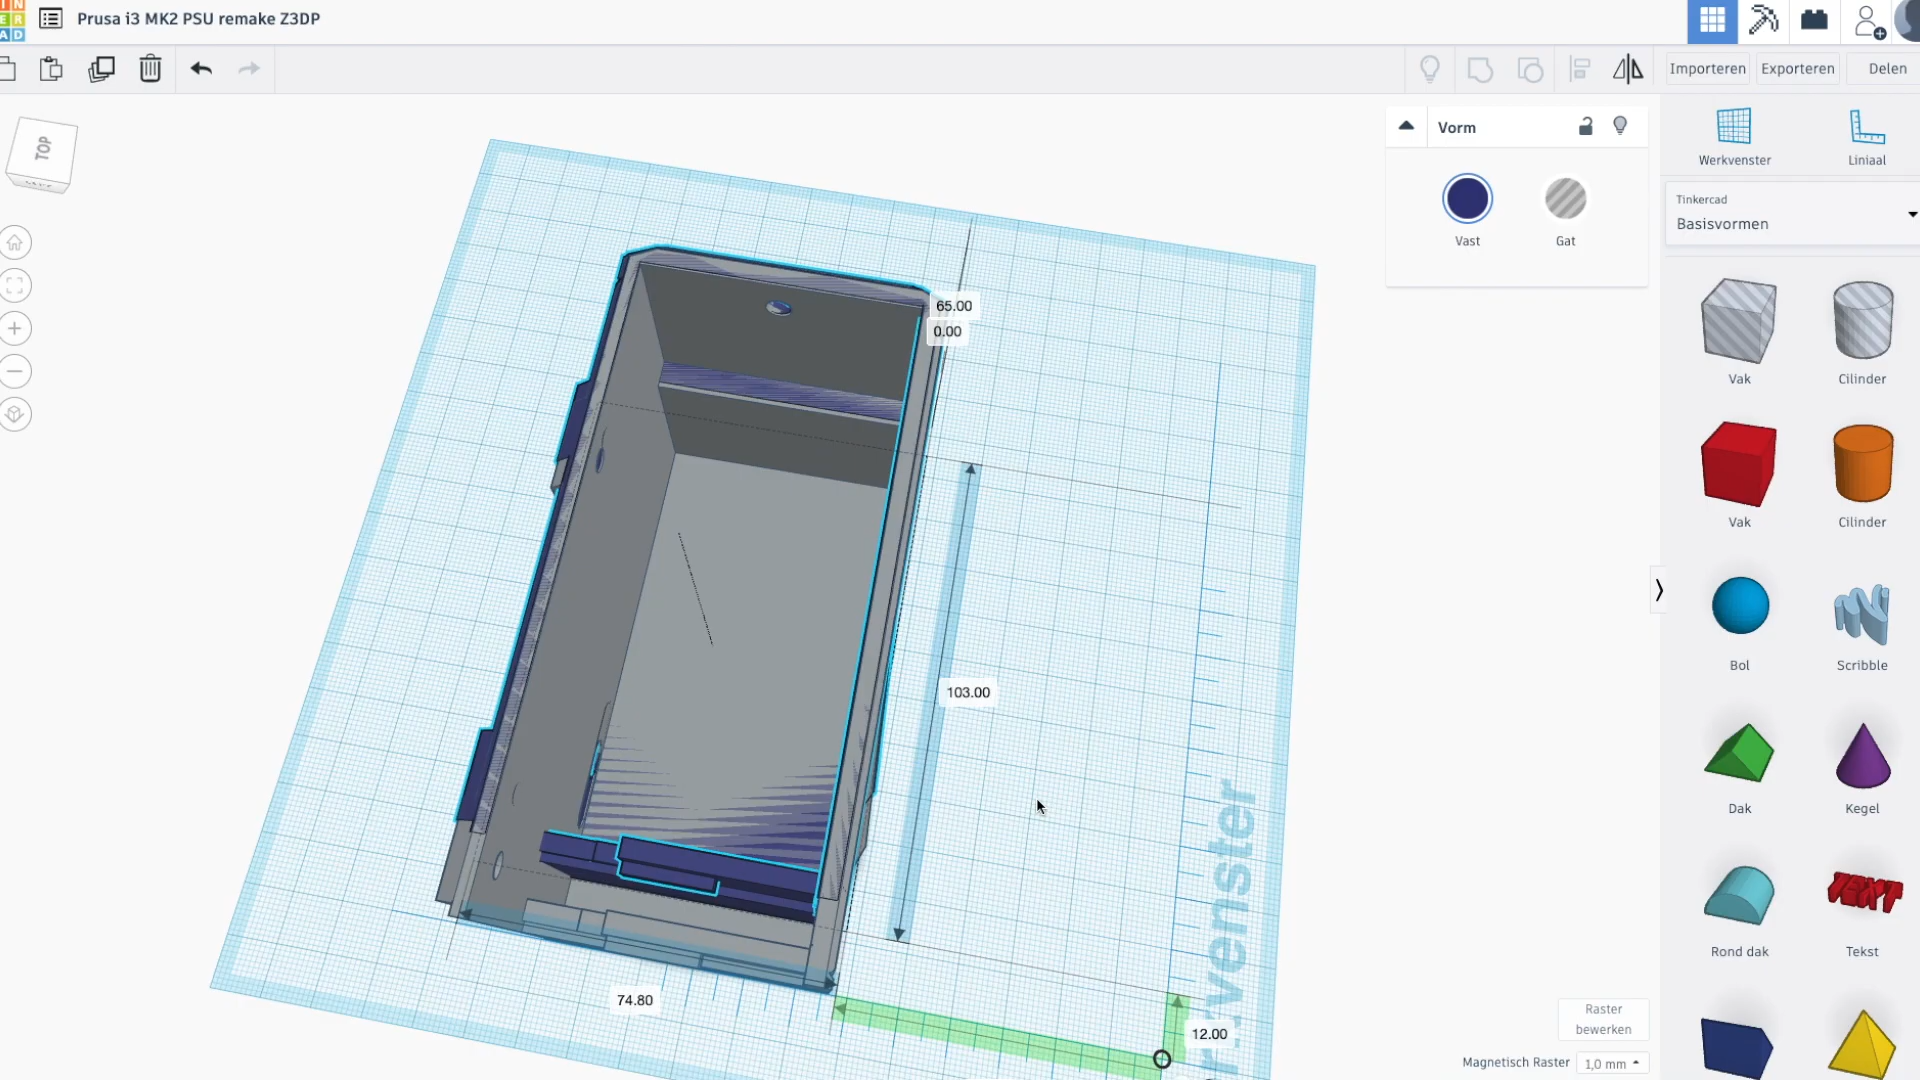 Prusa i3 MK2 PSU remake Z3DP
Importeren
Exporteren
Delen
TOP
Vorm
Vast
Gat
Werkvenster
Liniaal
Tinkercad
Basisvormen
Vak
Cilinder
Vak
Cilinder
Bol
Scribble
Dak
Kegel
Rond dak
Tekst
TEXT
65.00
0.00
103.00
74.80
12.00
Raster
bewerken
Magnetisch Raster
1,0 mm